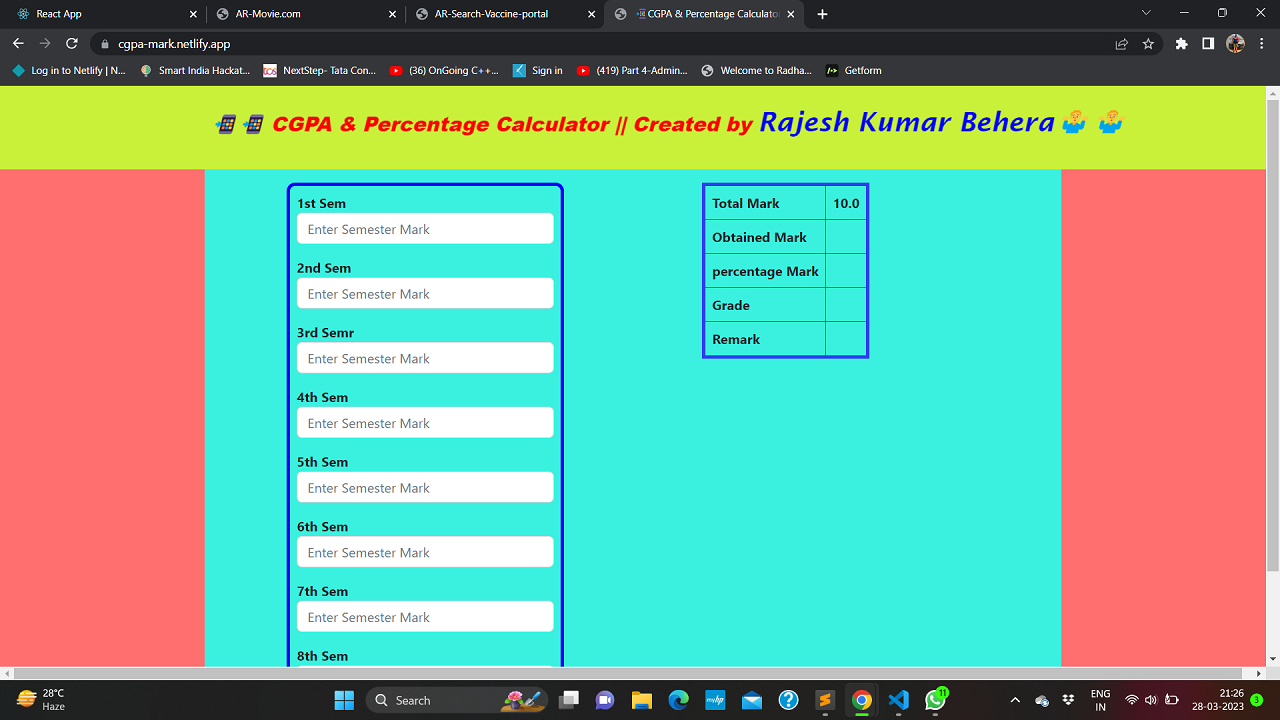 React App
AR-Movie.com
AR-Search-Vaccine-portal
CGPA & Percentage Calculator
cgpa-mark.netlify.app
Log in to Netlify | N...
Smart India Hackat...
NextStep- Tata Con...
(36) OnGoing C++...
Sign in
(419) Part 4-Admin...
Welcome to Radha...
Getform
CGPA & Percentage Calculator || Created by Rajesh Kumar Behera
1st Sem
Enter Semester Mark
2nd Sem
Enter Semester Mark
3rd Semr
Enter Semester Mark
4th Sem
Enter Semester Mark
5th Sem
Enter Semester Mark
6th Sem
Enter Semester Mark
7th Sem
Enter Semester Mark
8th Sem
Total Mark 10.0
Obtained Mark
percentage Mark
Grade
Remark
28°C
Haze
Search
myhp
11
ENG
IN
21:26
28-03-2023
3